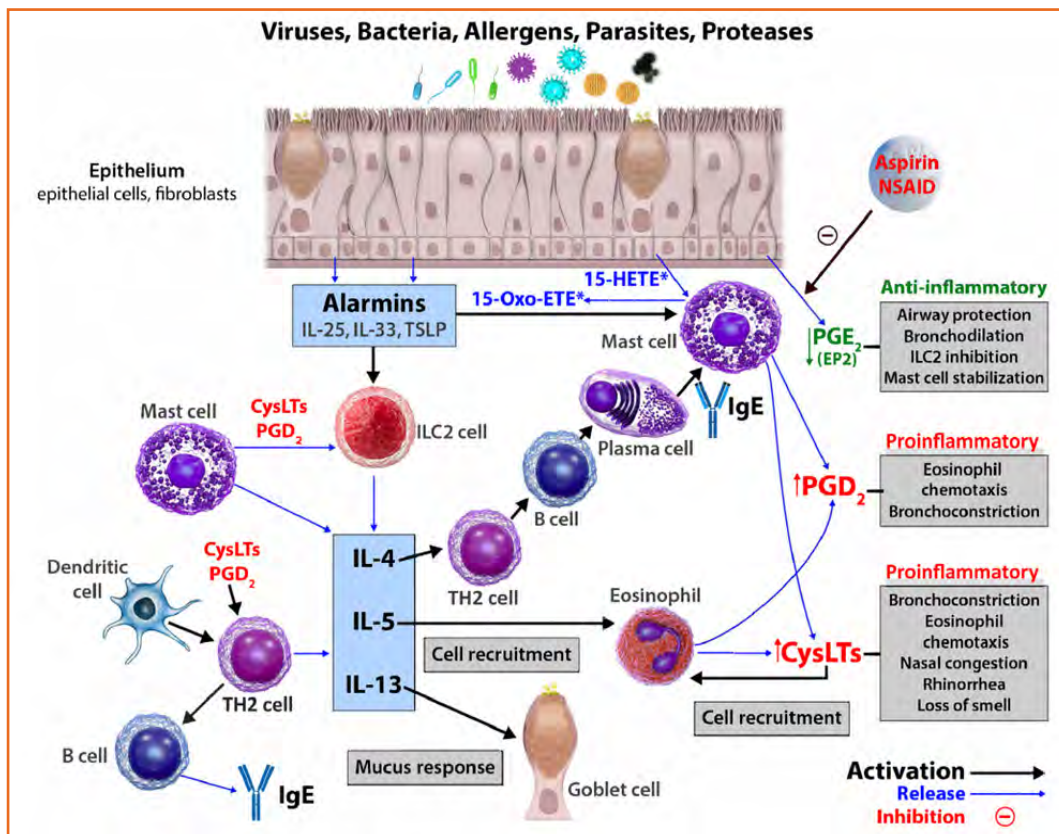 Viruses, Bacteria, Allergens, Parasites, Proteases
Epithelium
epithelial cells, fibroblasts
Aspirin
NSAID
15-HETE*
15-Oxo-ETE*
Alarmins
IL-25, IL-33, TSLP
Mast cell
Anti-inflammatory
↓PGE₂
(EP2)
Airway protection
Bronchodilation
ILC2 inhibition
Mast cell stabilization
Mast cell
CysLTs
PGD₂
ILC2 cell
Plasma cell
IgE
B cell
Proinflammatory
↑PGD₂
Eosinophil
chemotaxis
Bronchoconstriction
Dendritic
cell
CysLTs
PGD₂
TH2 cell
IL-4
IL-5
IL-13
TH2 cell
Eosinophil
Cell recruitment
Proinflammatory
↑CysLTs
Bronchoconstriction
Eosinophil
chemotaxis
Nasal congestion
Rhinorrhea
Loss of smell
Cell recruitment
B cell
IgE
Mucus response
Goblet cell
Activation
Release
Inhibition ⊖
⊖